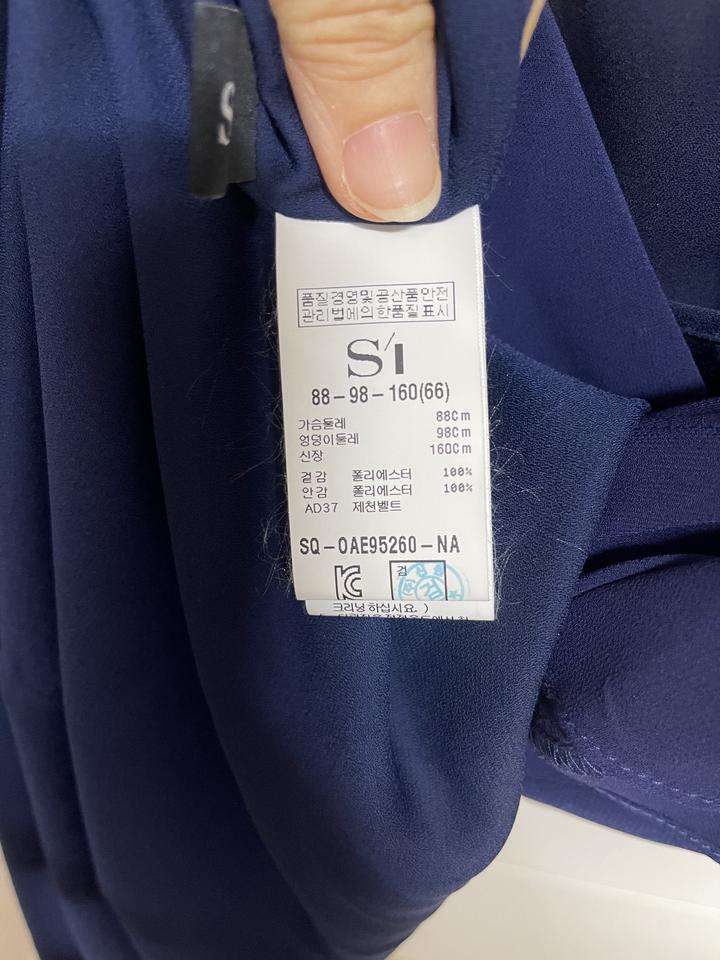 품질경영및공산품안전
관리법에의한품질표시
S'I
88-98-160(66)
가슴둘레 88Cm
엉덩이둘레 98Cm
신장 160Cm
겉감 폴리에스터 100%
안감 폴리에스터 100%
AD37 제천벨트
SQ-OAE95260-NA
검
크리닝하십시요. )